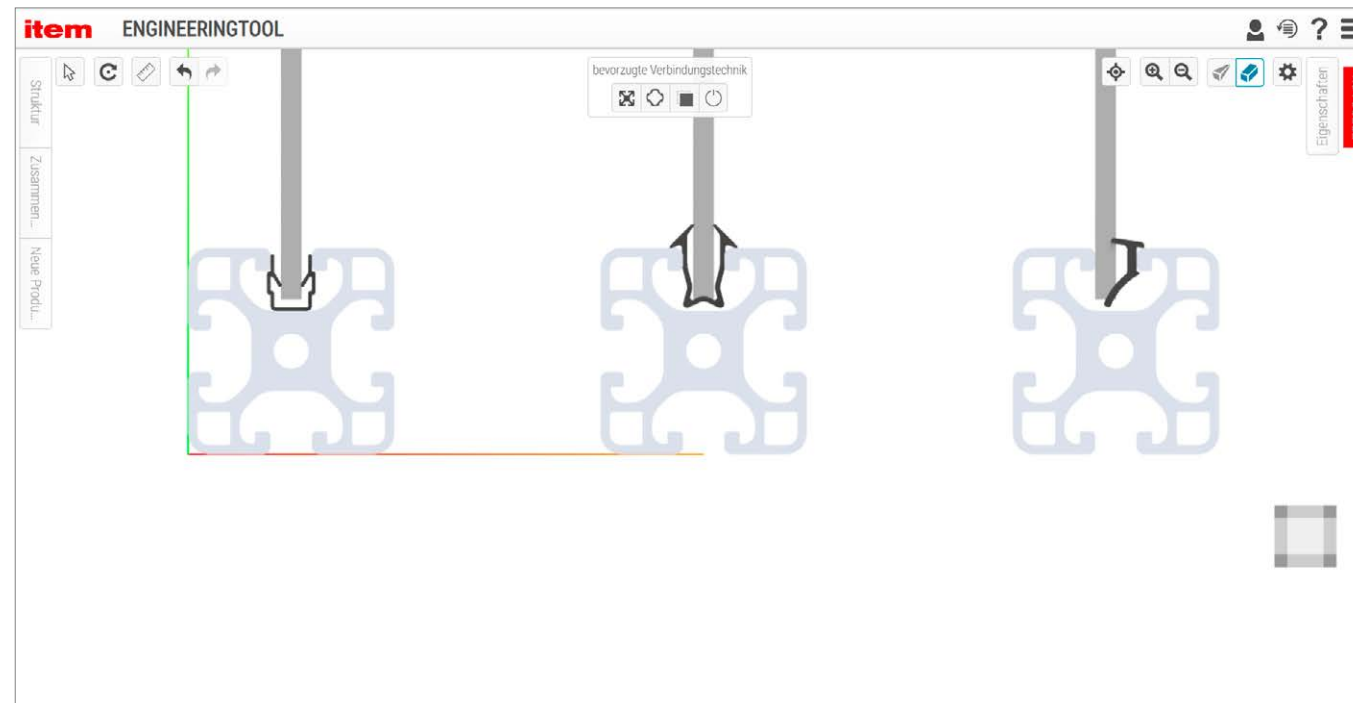 item ENGINEERINGTOOL
bevorzugte Verbindungstechnik
Struktur
Zusammen...
Neue Produ...
Eigenschaften